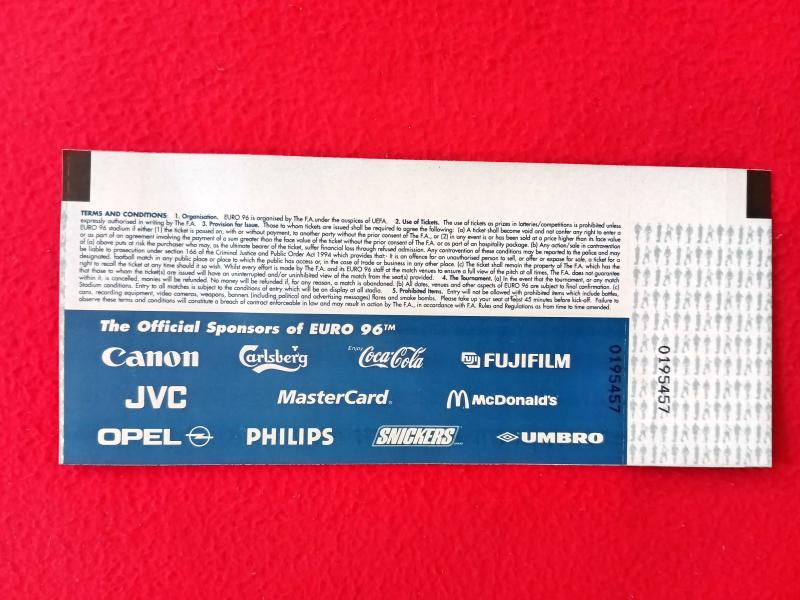 TERMS AND CONDITIONS: 1. Organisation. EURO 96 is organised by The F.A. under the auspices of UEFA. 2. Use of Tickets. The use of tickets as prizes in lotteries/competitions is prohibited unless
expressly authorised in writing by The F.A. 3. Provision for Issue. Those to whom tickets are issued shall be required to agree the following: (a) A ticket shall become void and not confer any right to enter a
EURO 96 stadium if either (1) the ticket is passed on, with or without payment, to another party without the prior consent of The F.A., or (2) in any event is or has been sold at a price higher than its face value
or as part of an agreement involving the payment of a sum greater than the face value of the ticket without the prior consent of The F.A. or as part of an hospitality package. (b) Any action/sale in contravention
of (a) above puts at risk the purchaser who may, as the ultimate bearer of the ticket, suffer financial loss through refused admission. Any contravention of these conditions may be reported to the police and may
be liable to prosecution under section 166 of the Criminal Justice and Public Order Act 1994 which provides that:- It is an offence for an unauthorised person to sell, or offer or expose for sale, a ticket for a
designated football match in any public place or place to which the public has access or, in the case of trade or business in any other place. (c) The ticket shall remain the property of The F.A. which has the
right to recall the ticket at any time should it so wish. Whilst every effort is made by The F.A. and its EURO 96 staff at the match venues to ensure a full view of the pitch at all times, The F.A. does not guarantee
that those to whom the ticket(s) are issued will have an uninterrupted and/or uninhibited view of the match from the seat(s) provided. 4. The Tournament. (a) In the event that the tournament, or any match
within it, is cancelled, monies will be refunded. No money will be refunded if, for any reason, a match is abandoned. (b) All dates, venues and other aspects of EURO 96 are subject to final confirmation. (c)
Stadium conditions. Entry to all matches is subject to the conditions of entry which will be on display at all stadia. 5. Prohibited Items. Entry will not be allowed with prohibited items which include bottles,
cans, recording equipment, video cameras, weapons, banners (including political and advertising messages) flares and smoke bombs. Please take up your seat at least 45 minutes before kick-off. Failure to
observe these terms and conditions will constitute a breach of contract enforceable in law and may result in action by The F.A., in accordance with F.A. Rules and Regulations as from time to time amended.
The Official Sponsors of EURO 96™
Canon Carlsberg Enjoy Coca-Cola FUJI FUJIFILM
JVC MasterCard® McDonald's
OPEL PHILIPS SNICKERS UMBRO
0195457
0195457